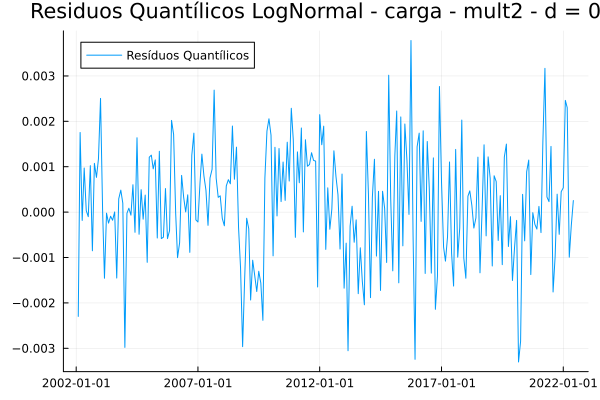 Residuos Quantílicos LogNormal - carga - mult2 - d = 0
Resíduos Quantílicos
0.003
0.002
0.001
0.000
−0.001
−0.002
−0.003
2002-01-01 2007-01-01 2012-01-01 2017-01-01 2022-01-01